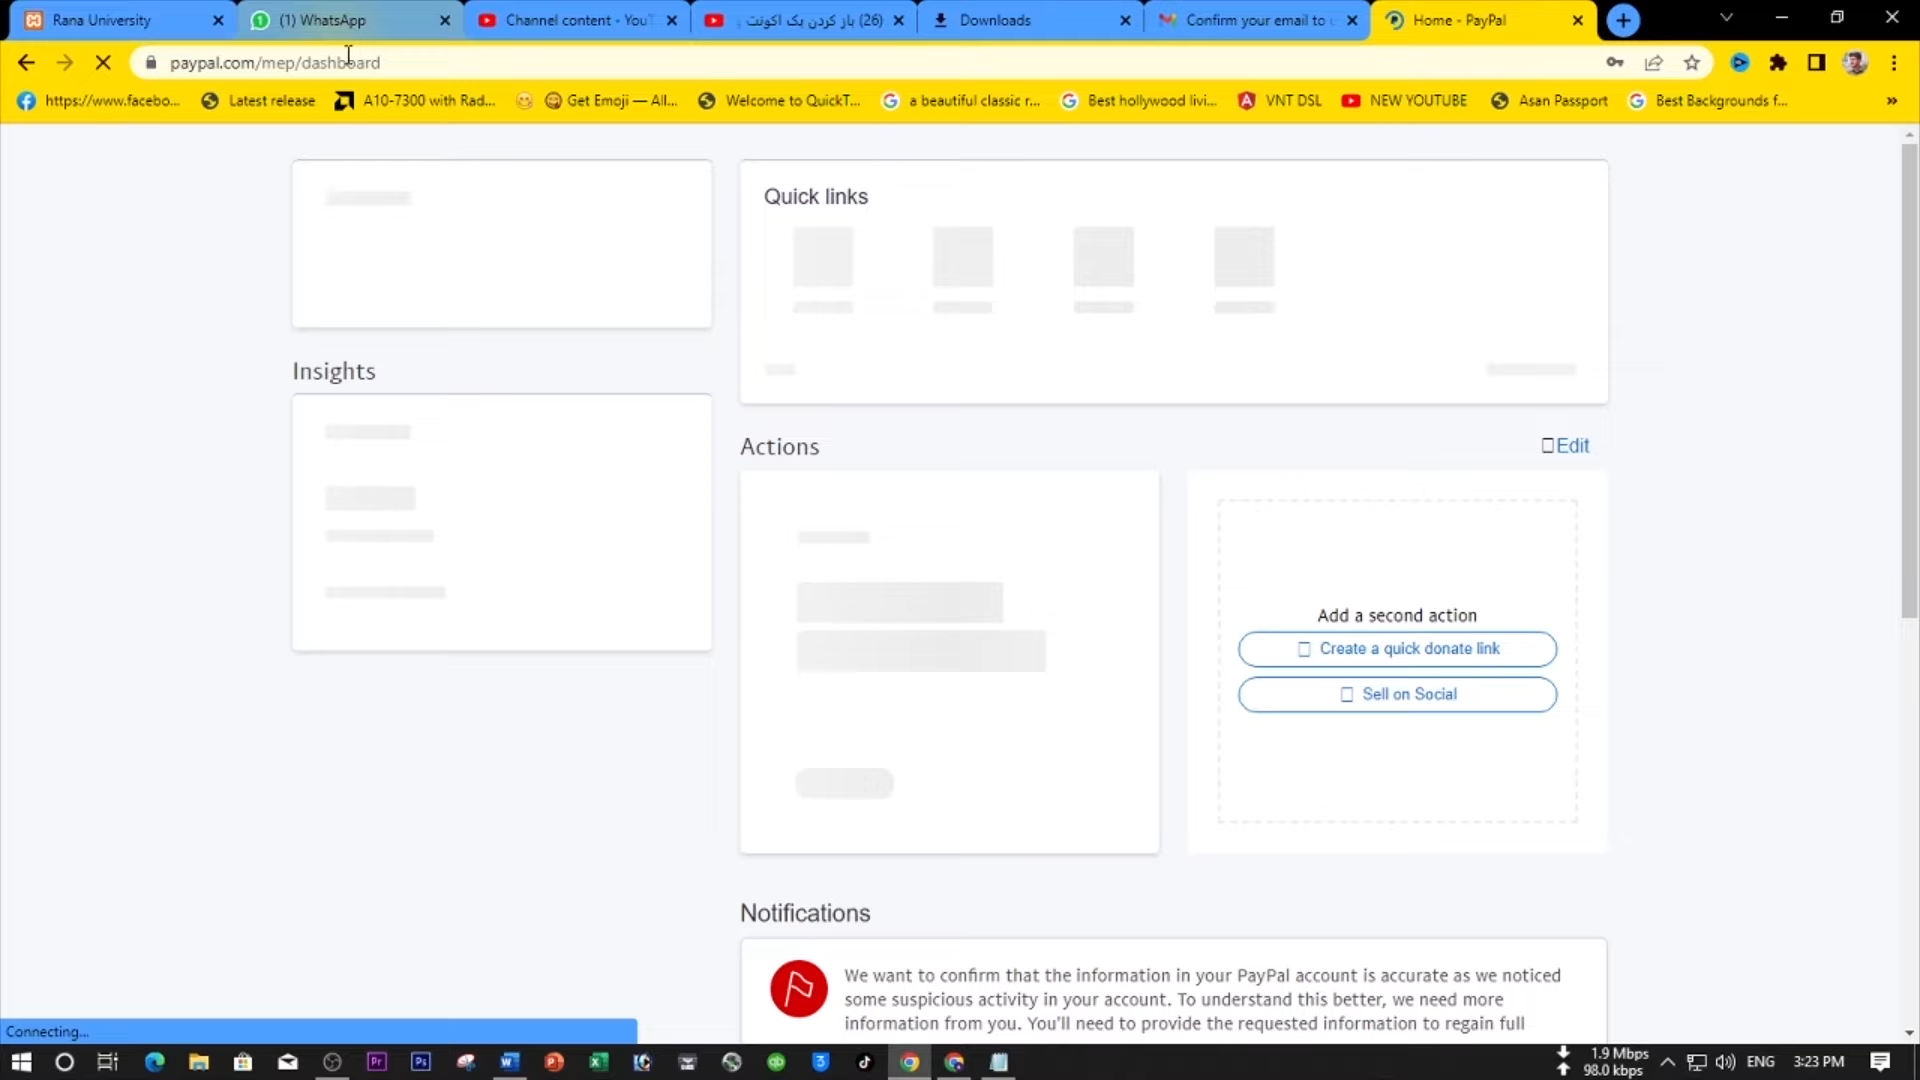 Rana University
(1) WhatsApp
Channel content - YouT
(26) باز کردن یک اکونت
Downloads
Confirm your email to
Home - PayPal
paypal.com/mep/dashboard
https://www.facebo...
Latest release
A10-7300 with Rad...
Get Emoji — All...
Welcome to QuickT...
a beautiful classic r...
Best hollywood livi...
VNT DSL
NEW YOUTUBE
Asan Passport
Best Backgrounds f...
»
Quick links
Insights
Actions
Edit
Add a second action
Create a quick donate link
Sell on Social
Notifications
We want to confirm that the information in your PayPal account is accurate as we noticed
some suspicious activity in your account. To understand this better, we need more
information from you. You'll need to provide the requested information to regain full
Connecting...
1.9 Mbps
98.0 kbps
ENG
3:23 PM